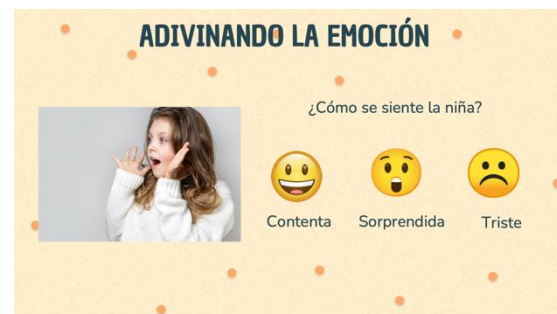 ADIVINANDO LA EMOCIÓN
¿Cómo se siente la niña?
Contenta
Sorprendida
Triste